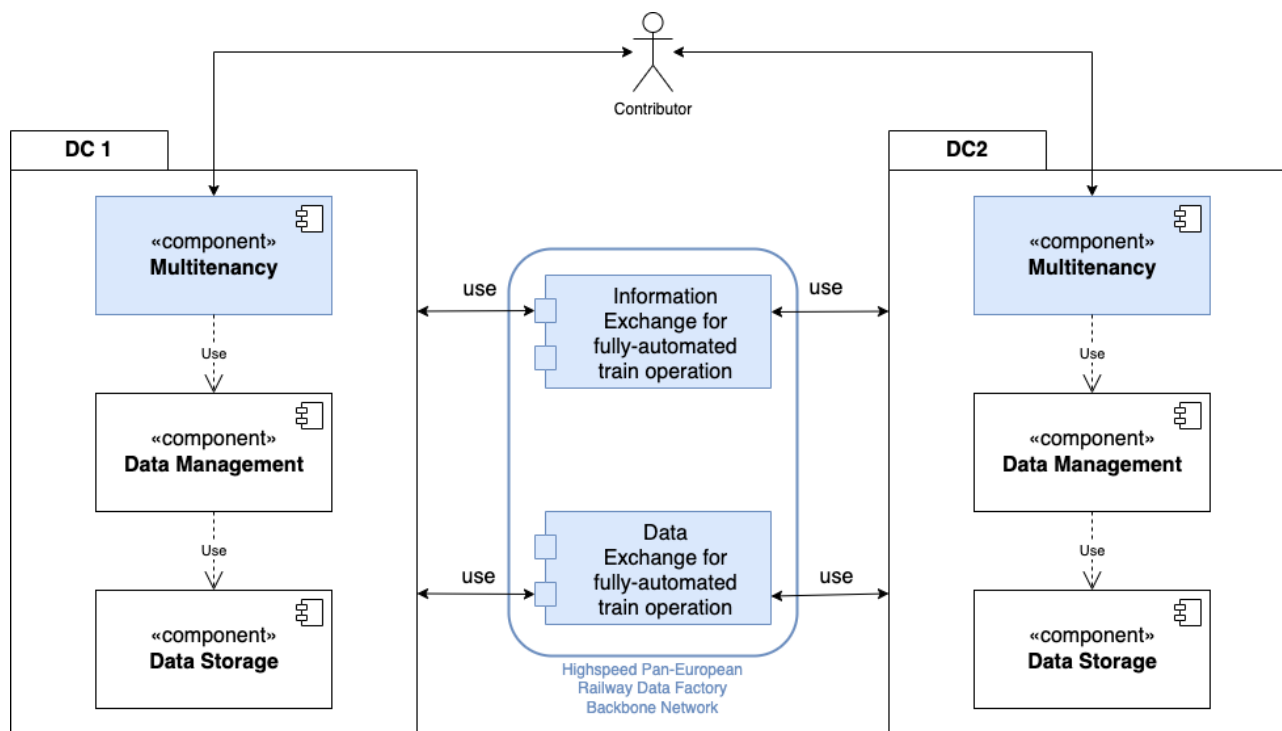 Contributor
DC 1
«component»
Multitenancy
Use
«component»
Data Management
Use
«component»
Data Storage
use
Information
Exchange for
fully-automated
train operation
use
use
Data
Exchange for
fully-automated
train operation
use
Highspeed Pan-European
Railway Data Factory
Backbone Network
DC2
«component»
Multitenancy
Use
«component»
Data Management
Use
«component»
Data Storage